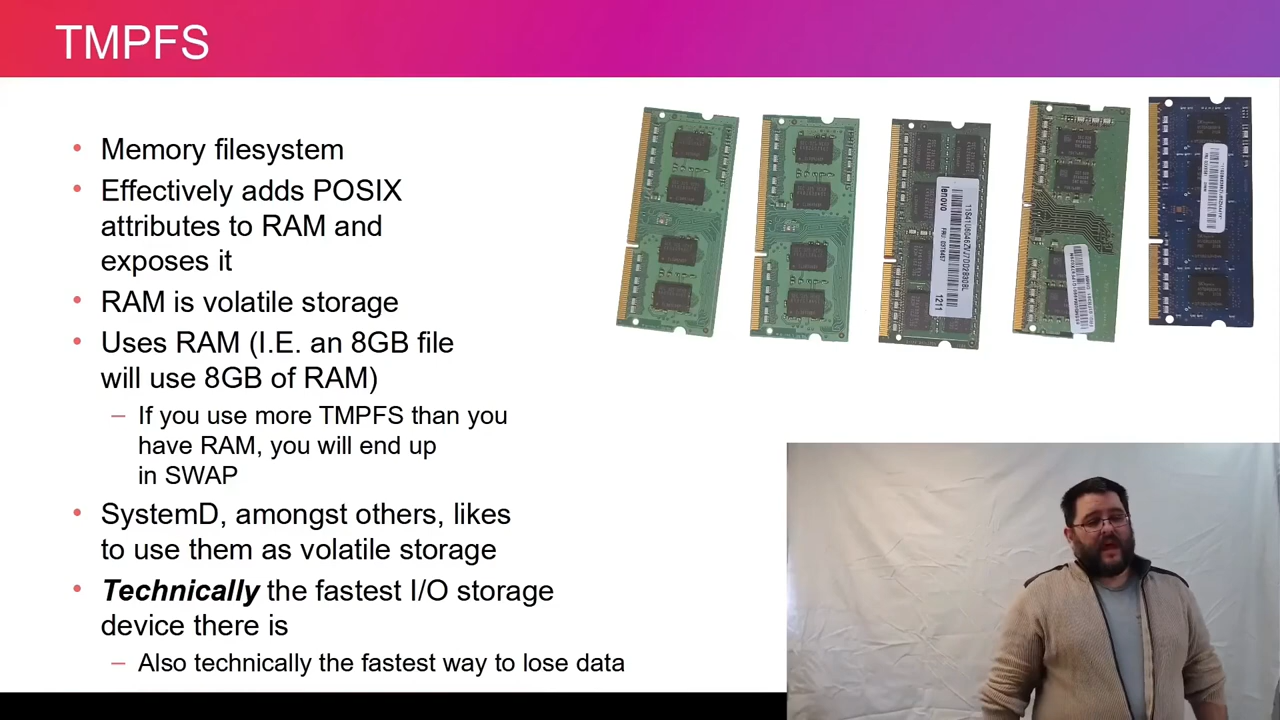 TMPFS
• Memory filesystem
• Effectively adds POSIX
attributes to RAM and
exposes it
• RAM is volatile storage
• Uses RAM (I.E. an 8GB file
will use 8GB of RAM)
– If you use more TMPFS than you
have RAM, you will end up
in SWAP
• SystemD, amongst others, likes
to use them as volatile storage
• Technically the fastest I/O storage
device there is
– Also technically the fastest way to lose data
lenovo
1211